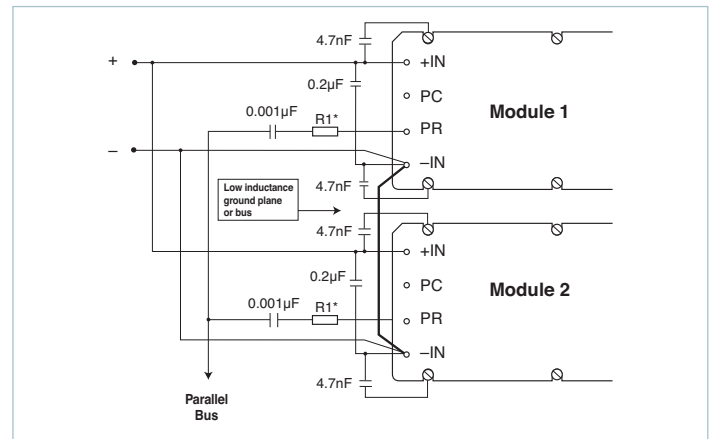 4.7nF
+
+IN
0.2µF
PC
Module 1
0.001µF
R1*
PR
–
–IN
4.7nF
Low inductance
ground plane
or bus
4.7nF
+IN
0.2µF
PC
Module 2
0.001µF
R1*
PR
–IN
4.7nF
Parallel
Bus